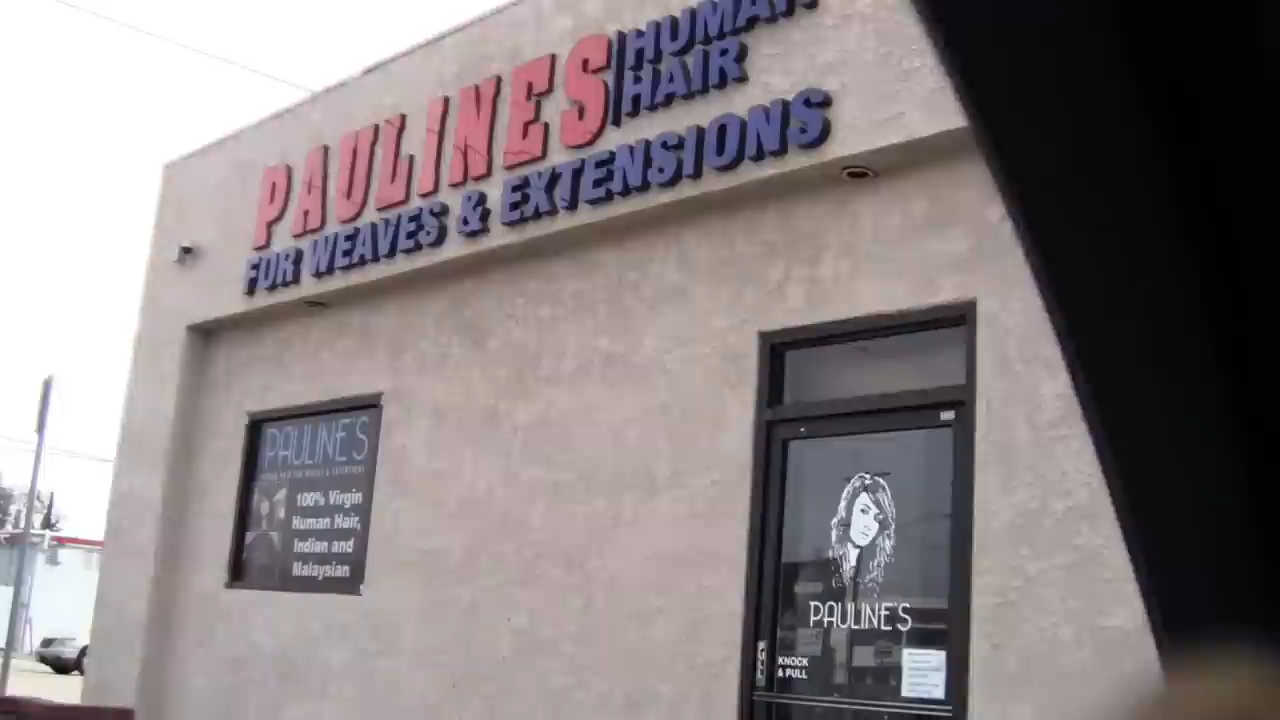 PAULINES HUMAN HAIR
FOR WEAVES & EXTENSIONS
PAULINE'S
100% Virgin
Human Hair,
Indian and
Malaysian
PAULINE'S
KNOCK
& PULL